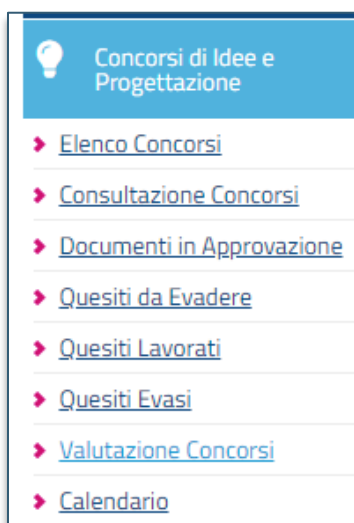 Concorsi di Idee e
Progettazione
Elenco Concorsi
Consultazione Concorsi
Documenti in Approvazione
Quesiti da Evadere
Quesiti Lavorati
Quesiti Evasi
Valutazione Concorsi
Calendario